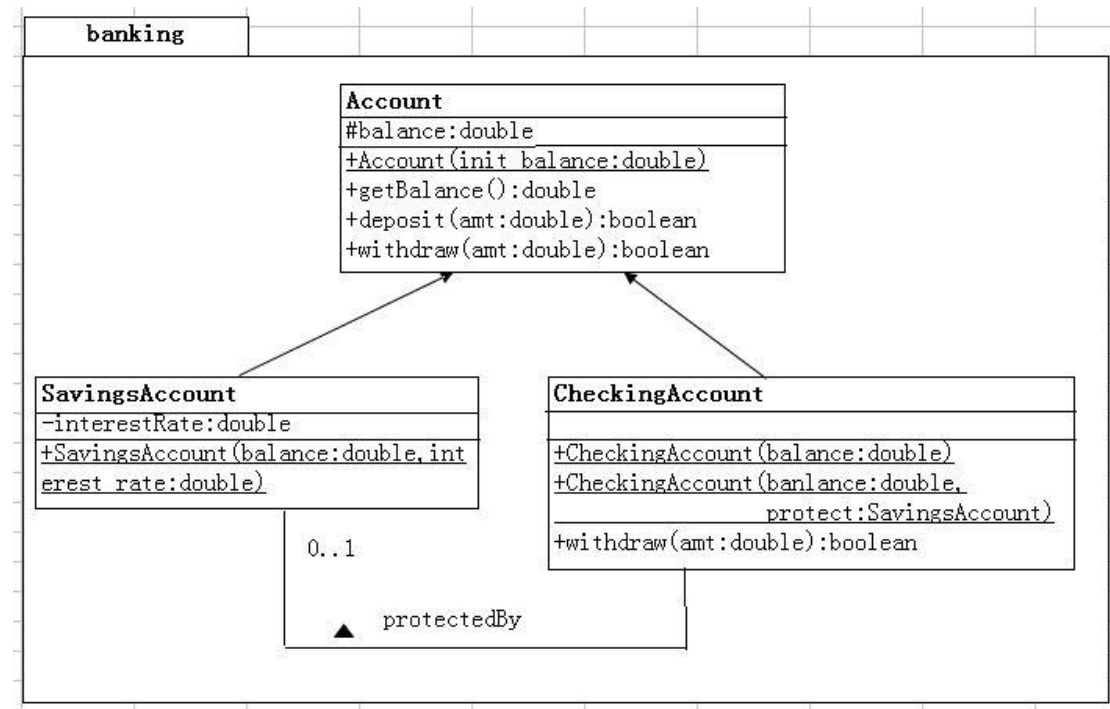 banking
Account
#balance:double
+Account(init_balance:double)
+getBalance():double
+deposit(amt:double):boolean
+withdraw(amt:double):boolean
SavingsAccount
-interestRate:double
+SavingsAccount(balance:double,int
erest_rate:double)
CheckingAccount
+CheckingAccount(balance:double)
+CheckingAccount(banlance:double,
protect:SavingsAccount)
+withdraw(amt:double):boolean
0..1
protectedBy